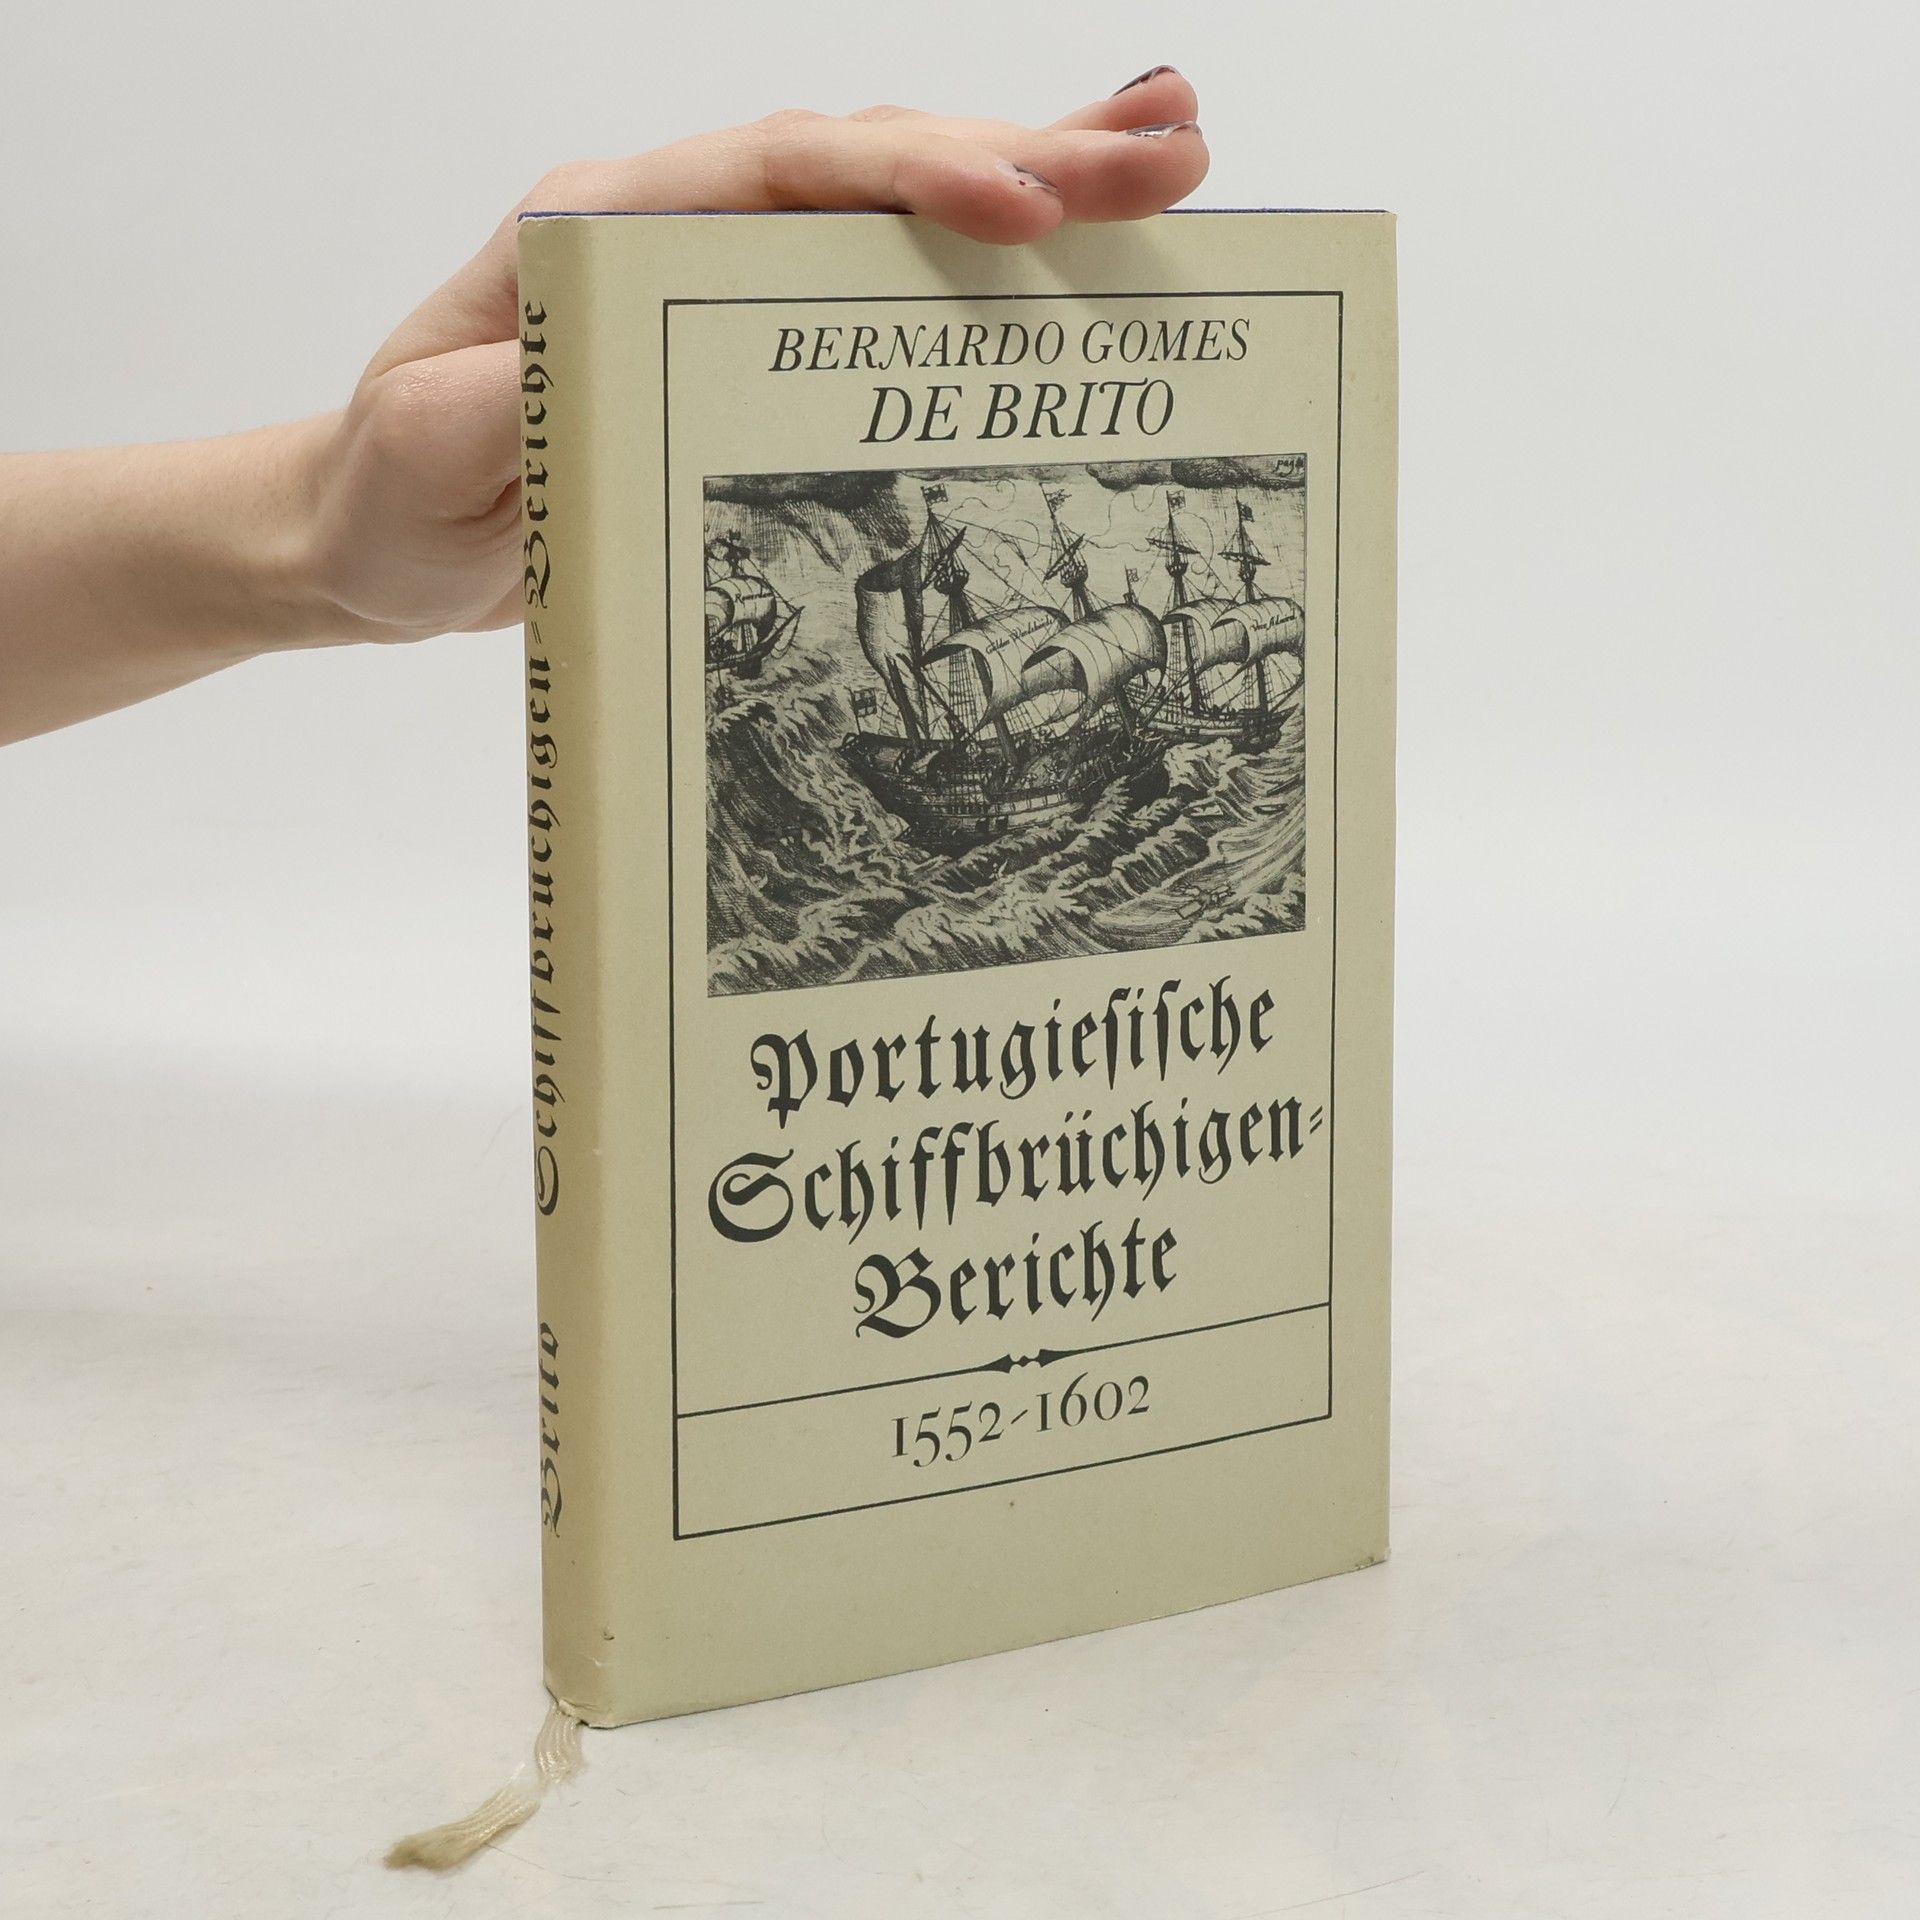 BERNARDO GOMES
DE BRITO
Portugieſiſche
Schiffbrüchigen=
Berichte
1552-1602
Brito Schiffbrüchigen=Berichte